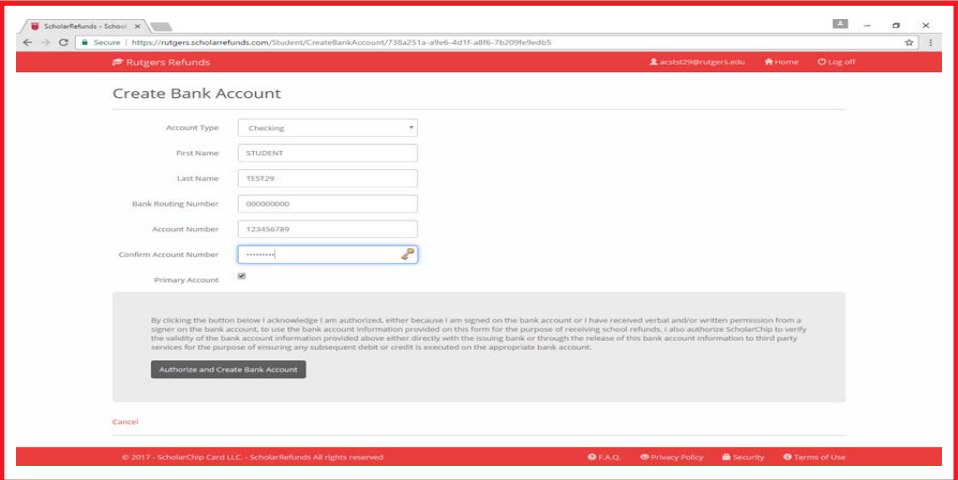 ScholarRefunds - School
Secure | https://rutgers.scholarrefunds.com/Student/CreateBankAccount/738a251a-a9e6-4d1f-a8f6-7b209fe9edb5
Rutgers Refunds acstst29@rutgers.edu Home Log off
Create Bank Account
Account Type Checking
First Name STUDENT
Last Name TEST29
Bank Routing Number 000000000
Account Number 123456789
Confirm Account Number •••••••••
Primary Account
By clicking the button below I acknowledge I am authorized, either because I am signed on the bank account or I have received verbal and/or written permission from a
signer on the bank account, to use the bank account information provided on this form for the purpose of receiving school refunds. I also authorize ScholarChip to verify
the validity of the bank account information provided above either directly with the issuing bank or through the release of this bank account information to third party
services for the purpose of ensuring any subsequent debit or credit is executed on the appropriate bank account.
Authorize and Create Bank Account
Cancel
© 2017 - ScholarChip Card LLC. - ScholarRefunds All rights reserved F.A.Q. Privacy Policy Security Terms of Use